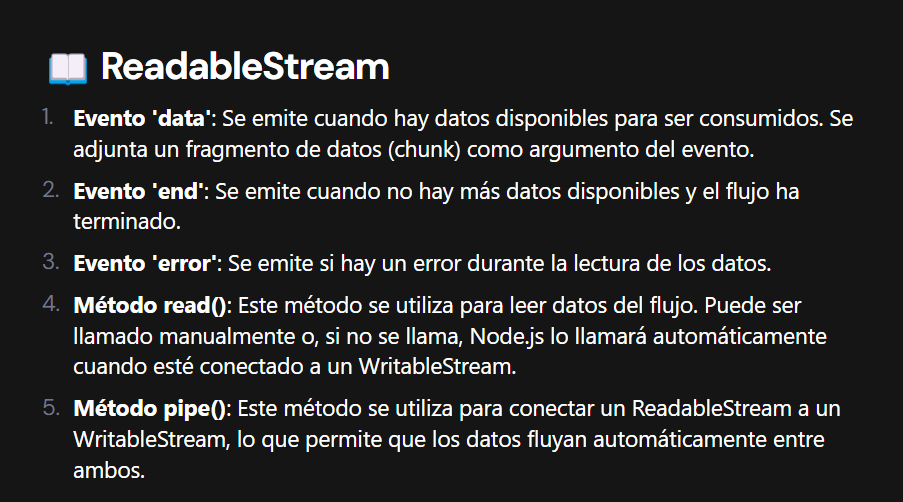 📖 ReadableStream
1. Evento 'data': Se emite cuando hay datos disponibles para ser consumidos. Se
adjunta un fragmento de datos (chunk) como argumento del evento.
2. Evento 'end': Se emite cuando no hay más datos disponibles y el flujo ha
terminado.
3. Evento 'error': Se emite si hay un error durante la lectura de los datos.
4. Método read(): Este método se utiliza para leer datos del flujo. Puede ser
llamado manualmente o, si no se llama, Node.js lo llamará automáticamente
cuando esté conectado a un WritableStream.
5. Método pipe(): Este método se utiliza para conectar un ReadableStream a un
WritableStream, lo que permite que los datos fluyan automáticamente entre
ambos.